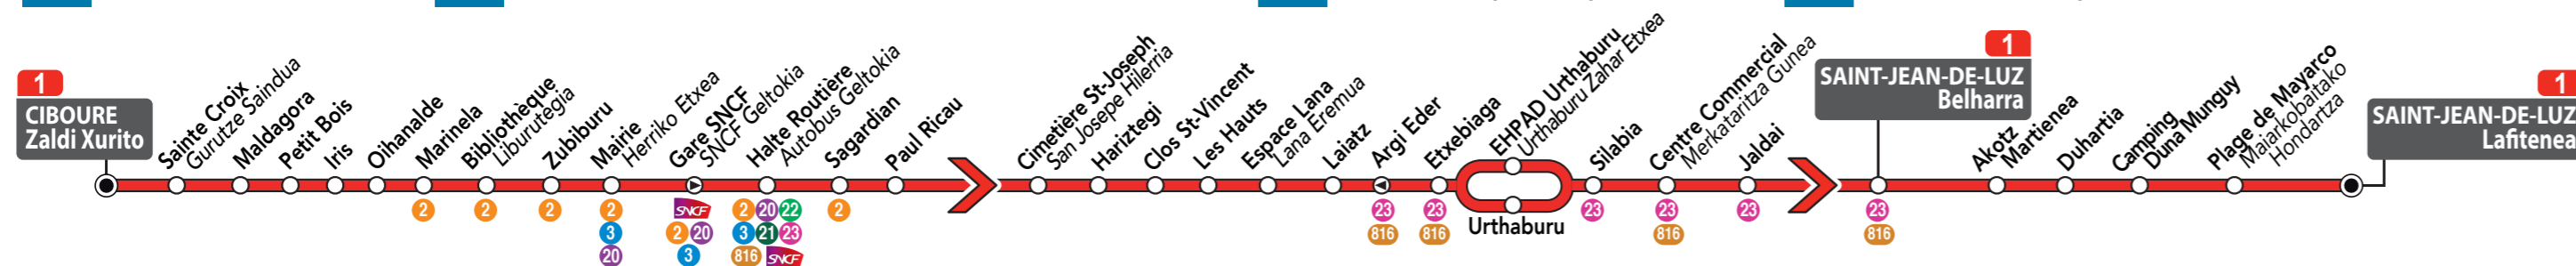 1
CIBOURE
Zaldi Xurito
Sainte Croix
Gurutze Saindua
Maldagora
Petit Bois
Iris
Olhanalde
Marinela
Bibliothèque
Liburutegia
Zubiburu
Mairie
Herriko Etxea
Gare SNCF
SNCF Geltokia
Halte Routière
Autobus Geltokia
Sagardian
Paul Ricau
Cimetière St-Joseph
San Josepe Hilerria
Hariztegi
Clos St-Vincent
Les Hauts
Espace Lana
Lana Eremua
Laiatz
Argi Eder
Etxebiaga
EHPAD Urthaburu
Urthaburu Zahar Etxea
Urthaburu
Silabia
Centre Commercial
Merkataritza Gunea
Jaldai
1
SAINT-JEAN-DE-LUZ
Belharra
Akotz
Martienea
Duhartia
Camping
Duna Munguy
Plage de Mayarco
Maiarkobaitako
Hondartza
1
SAINT-JEAN-DE-LUZ
Lafitenea
2
2
2
2
3
20
SNCF
2 20
3
2 20 22
3 21 23
816 SNCF
2
23
816
23
816
23
23
816
23
23
816